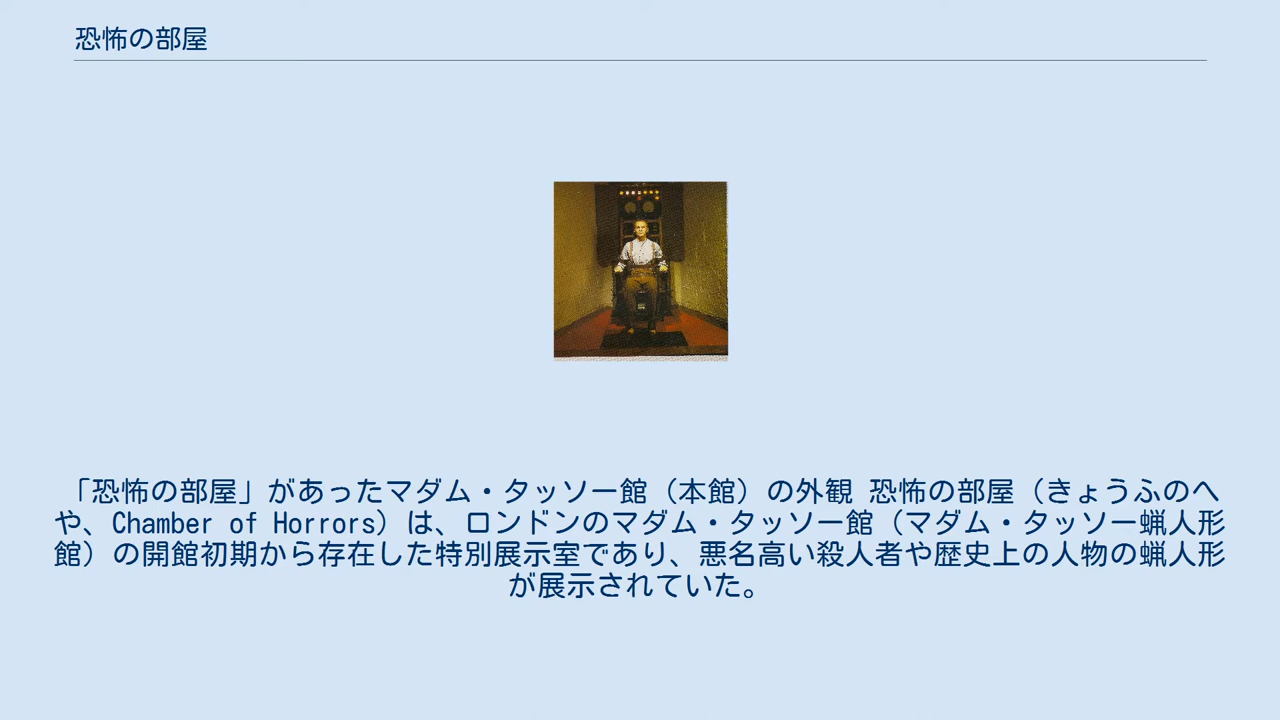 恐怖の部屋
「恐怖の部屋」があったマダム・タッソー館（本館）の外観 恐怖の部屋（きょうふのへ
や、Chamber of Horrors）は、ロンドンのマダム・タッソー館（マダム・タッソー蝋人形
館）の開館初期から存在した特別展示室であり、悪名高い殺人者や歴史上の人物の蝋人形
が展示されていた。